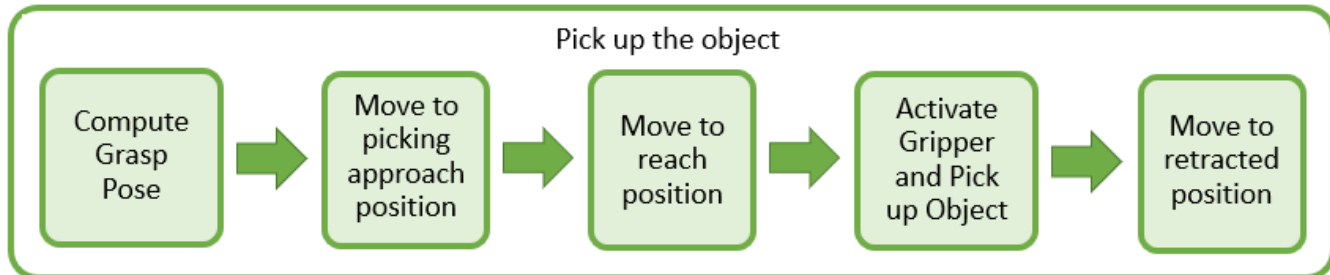 Pick up the object
Compute
Grasp
Pose
Move to
picking
approach
position
Move to
reach
position
Activate
Gripper
and Pick
up Object
Move to
retracted
position